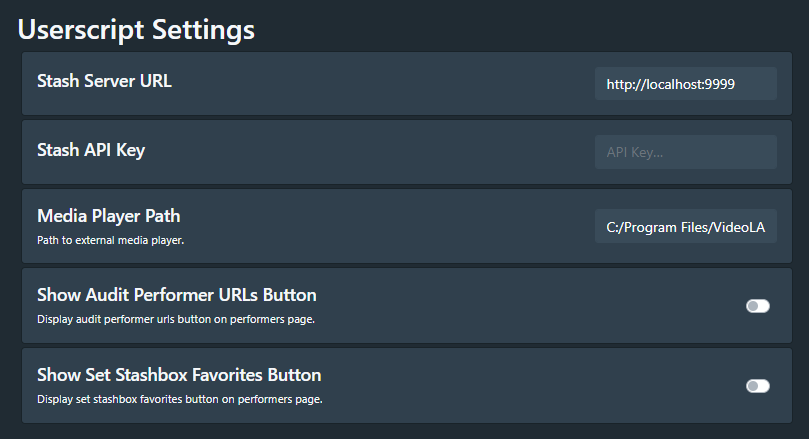 Userscript Settings
Stash Server URL
http://localhost:9999
Stash API Key
API Key...
Media Player Path
Path to external media player.
C:/Program Files/VideoLA
Show Audit Performer URLs Button
Display audit performer urls button on performers page.
Show Set Stashbox Favorites Button
Display set stashbox favorites button on performers page.